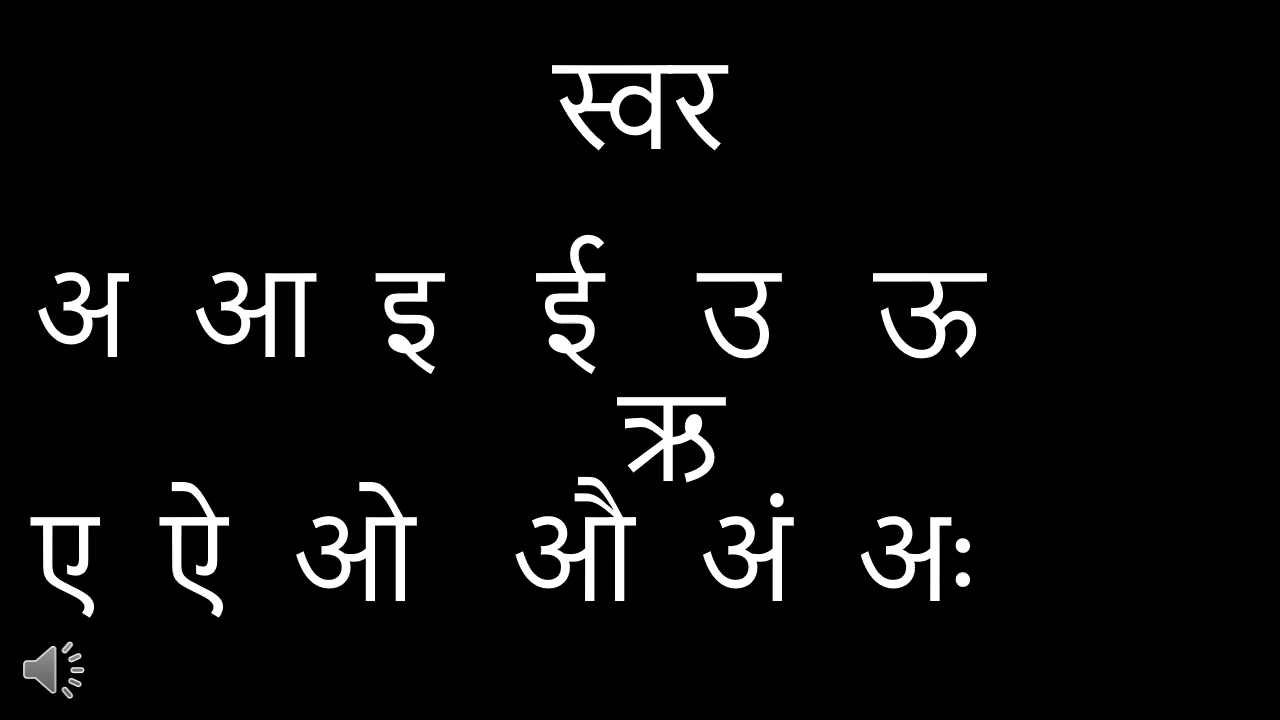 स्वर
अ आ इ ई उ ऊ
ऋ
ए ऐ ओ औ अं अः